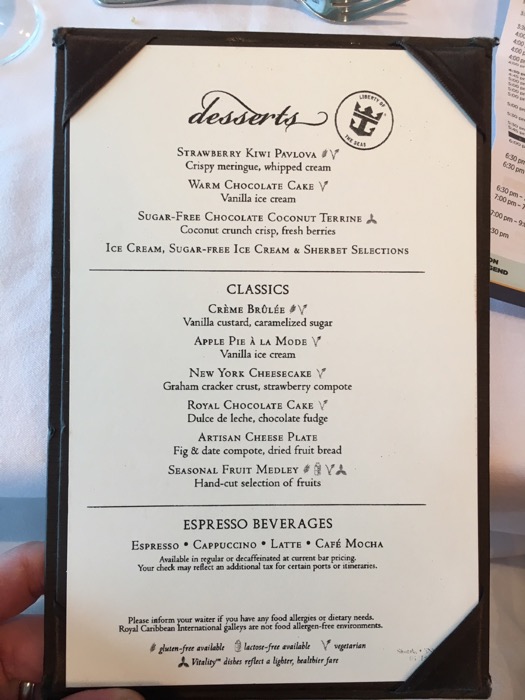 desserts
LIBERTY OF
THE SEAS
STRAWBERRY KIWI PAVLOVA
Crispy meringue, whipped cream
WARM CHOCOLATE CAKE
Vanilla ice cream
SUGAR-FREE CHOCOLATE COCONUT TERRINE
Coconut crunch crisp, fresh berries
ICE CREAM, SUGAR-FREE ICE CREAM & SHERBET SELECTIONS
CLASSICS
CRÈME BRÛLÉE
Vanilla custard, caramelized sugar
APPLE PIE À LA MODE
Vanilla ice cream
NEW YORK CHEESECAKE
Graham cracker crust, strawberry compote
ROYAL CHOCOLATE CAKE
Dulce de leche, chocolate fudge
ARTISAN CHEESE PLATE
Fig & date compote, dried fruit bread
SEASONAL FRUIT MEDLEY
Hand-cut selection of fruits
ESPRESSO BEVERAGES
ESPRESSO • CAPPUCCINO • LATTE • CAFÉ MOCHA
Available in regular or decaffeinated at current bar pricing.
Your check may reflect an additional tax for certain ports or itineraries.
Please inform your waiter if you have any food allergies or dietary needs.
Royal Caribbean International galleys are not food allergen-free environments.
gluten-free available lactose-free available vegetarian
Vitality™ dishes reflect a lighter, healthier fare
6:30 pm
6:30 pm
6:30 pm -
7:00 pm -
7:00 pm - 9:
30 pm